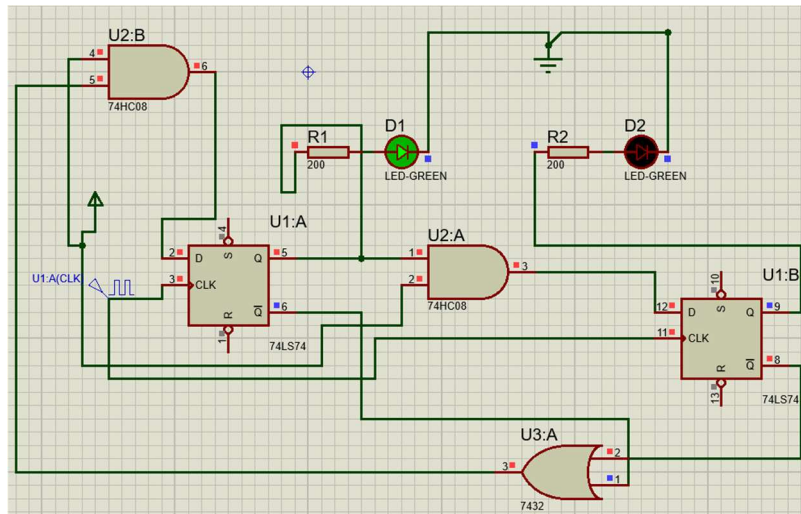 U2:B
4
5
6
74HC08
R1
200
D1
LED-GREEN
R2
200
D2
LED-GREEN
U1:A
4
2
D
S
Q
5
3
CLK
R
Q
6
1
74LS74
U1:A(CLK
U2:A
1
2
3
74HC08
U1:B
10
12
D
S
Q
9
11
CLK
R
Q
8
13
74LS74
U3:A
3
2
1
7432